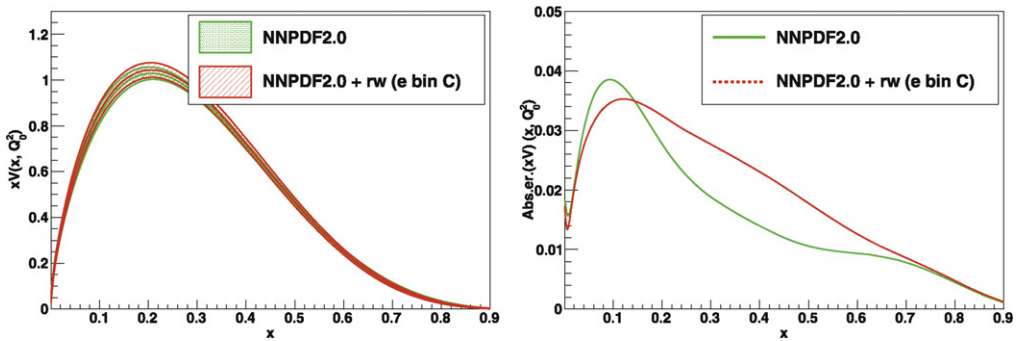 NNPDF2.0
NNPDF2.0 + rw (e bin C)
xV(x, Q₀²)
1.2
1
0.8
0.6
0.4
0.2
0
0.1 0.2 0.3 0.4 0.5 0.6 0.7 0.8 0.9
x
NNPDF2.0
NNPDF2.0 + rw (e bin C)
Abs.er.(xV) (x, Q₀²)
0.05
0.04
0.03
0.02
0.01
0
0.1 0.2 0.3 0.4 0.5 0.6 0.7 0.8 0.9
x